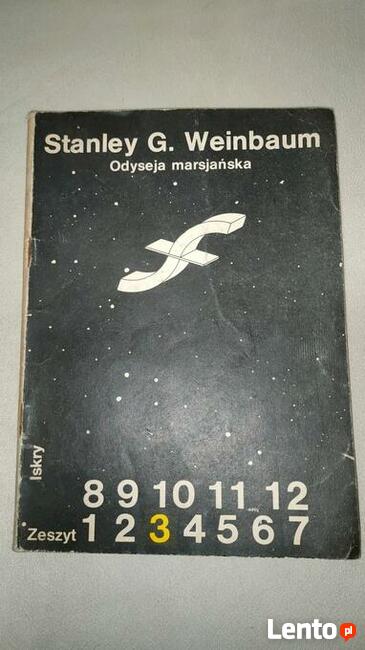 Stanley G. Weinbaum
Odyseja marsjańska
Iskry
8 9 10 11 12
Zeszyt 1 2 3 4 5 6 7
Lento.pl